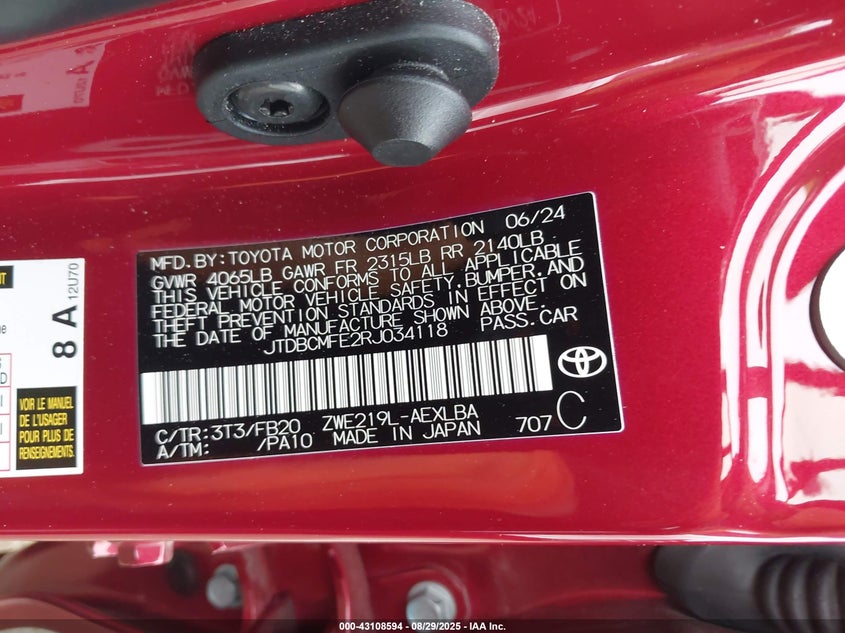 MFD. BY: TOYOTA MOTOR CORPORATION 06/24
GVWR 4065LB GAWR FR 2315LB RR 2140LB
THIS VEHICLE CONFORMS TO ALL APPLICABLE
FEDERAL MOTOR VEHICLE SAFETY, BUMPER, AND
THEFT PREVENTION STANDARDS IN EFFECT ON
THE DATE OF MANUFACTURE SHOWN ABOVE.
JTDBCMFE2RJ034118 PASS. CAR
C/TR: 3T3/FB20 ZWE219L-AEXLBA
A/TM: /PA10 MADE IN JAPAN 707 C
8 A 12U70
VOIR LE MANUEL
DE L'USAGER
POUR PLUS DE
RENSEIGNEMENTS.
000-43108594 - 08/29/2025 - IAA Inc.